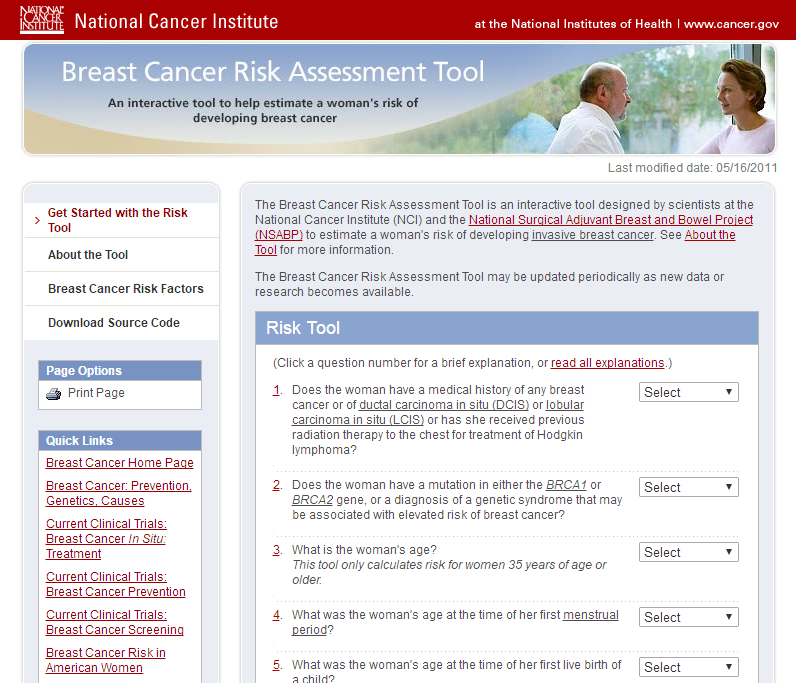 NATIONAL
CANCER
INSTITUTE
National Cancer Institute
at the National Institutes of Health | www.cancer.gov
Breast Cancer Risk Assessment Tool
An interactive tool to help estimate a woman's risk of
developing breast cancer
Last modified date: 05/16/2011
Get Started with the Risk
Tool
About the Tool
Breast Cancer Risk Factors
Download Source Code
Page Options
Print Page
Quick Links
Breast Cancer Home Page
Breast Cancer: Prevention,
Genetics, Causes
Current Clinical Trials:
Breast Cancer In Situ:
Treatment
Current Clinical Trials:
Breast Cancer Prevention
Current Clinical Trials:
Breast Cancer Screening
Breast Cancer Risk in
American Women
The Breast Cancer Risk Assessment Tool is an interactive tool designed by scientists at the
National Cancer Institute (NCI) and the National Surgical Adjuvant Breast and Bowel Project
(NSABP) to estimate a woman's risk of developing invasive breast cancer. See About the
Tool for more information.
The Breast Cancer Risk Assessment Tool may be updated periodically as new data or
research becomes available.
Risk Tool
(Click a question number for a brief explanation, or read all explanations.)
1. Does the woman have a medical history of any breast
cancer or of ductal carcinoma in situ (DCIS) or lobular
carcinoma in situ (LCIS) or has she received previous
radiation therapy to the chest for treatment of Hodgkin
lymphoma?
Select
2. Does the woman have a mutation in either the BRCA1 or
BRCA2 gene, or a diagnosis of a genetic syndrome that may
be associated with elevated risk of breast cancer?
Select
3. What is the woman's age?
This tool only calculates risk for women 35 years of age or
older.
Select
4. What was the woman's age at the time of her first menstrual
period?
Select
5. What was the woman's age at the time of her first live birth of
a child?
Select